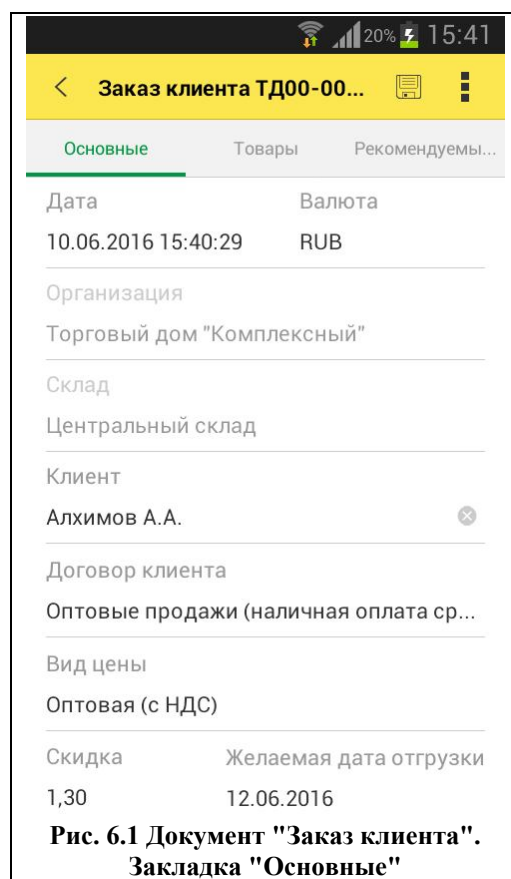 20% 15:41
Заказ клиента ТД00-00...
Основные Товары Рекомендуемы...
Дата Валюта
10.06.2016 15:40:29 RUB
Организация
Торговый дом "Комплексный"
Склад
Центральный склад
Клиент
Алхимов А.А.
Договор клиента
Оптовые продажи (наличная оплата ср...
Вид цены
Оптовая (с НДС)
Скидка Желаемая дата отгрузки
1,30 12.06.2016
Рис. 6.1 Документ "Заказ клиента".
Закладка "Основные"